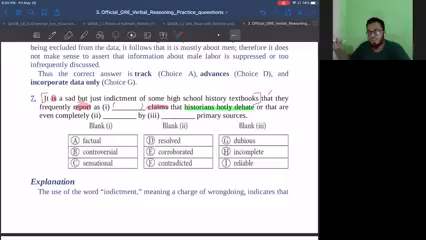 3. Official_GRE_Verbal_Reasoning_Practice_questions
being excluded from the data, it follows that it is mostly about men; therefore it does
not make sense to assert that information about male labor is suppressed or too
infrequently discussed.
Thus the correct answer is track (Choice A), advances (Choice D), and
incorporate data only (Choice G).
7. It is a sad but just indictment of some high school history textbooks that they
frequently report as (i) ________ claims that historians hotly debate or that are
even completely (ii) ________ by (iii) ________ primary sources.
Blank (i) Blank (ii) Blank (iii)
A factual D resolved G dubious
B controversial E corroborated H incomplete
C sensational F contradicted I reliable
Explanation
The use of the word "indictment," meaning a charge of wrongdoing, indicates that